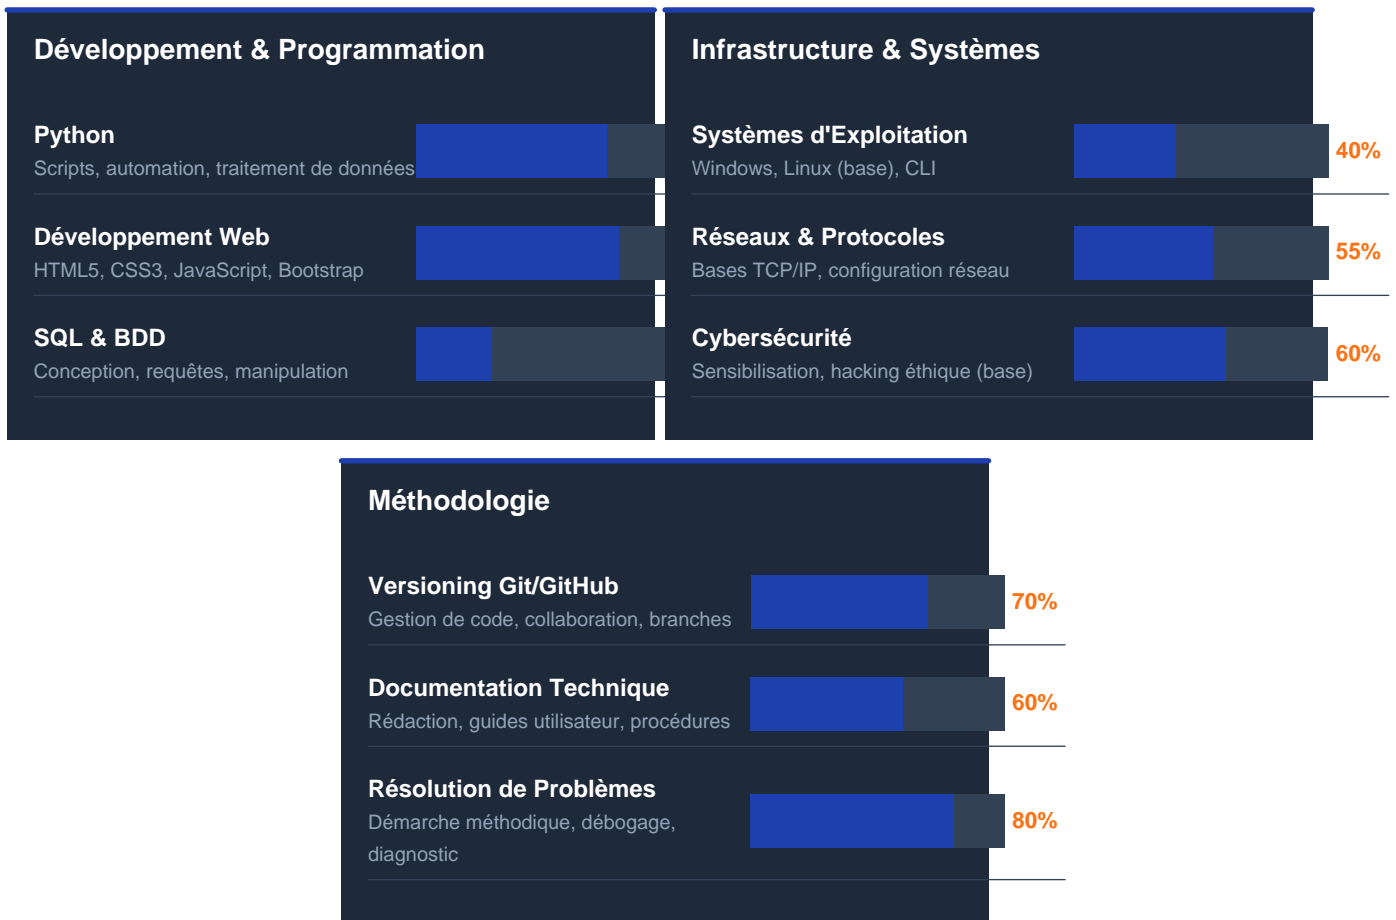 Développement & Programmation
Python
Scripts, automation, traitement de données
Développement Web
HTML5, CSS3, JavaScript, Bootstrap
SQL & BDD
Conception, requêtes, manipulation
Infrastructure & Systèmes
Systèmes d'Exploitation
Windows, Linux (base), CLI
40%
Réseaux & Protocoles
Bases TCP/IP, configuration réseau
55%
Cybersécurité
Sensibilisation, hacking éthique (base)
60%
Méthodologie
Versioning Git/GitHub
Gestion de code, collaboration, branches
70%
Documentation Technique
Rédaction, guides utilisateur, procédures
60%
Résolution de Problèmes
Démarche méthodique, débogage,
diagnostic
80%